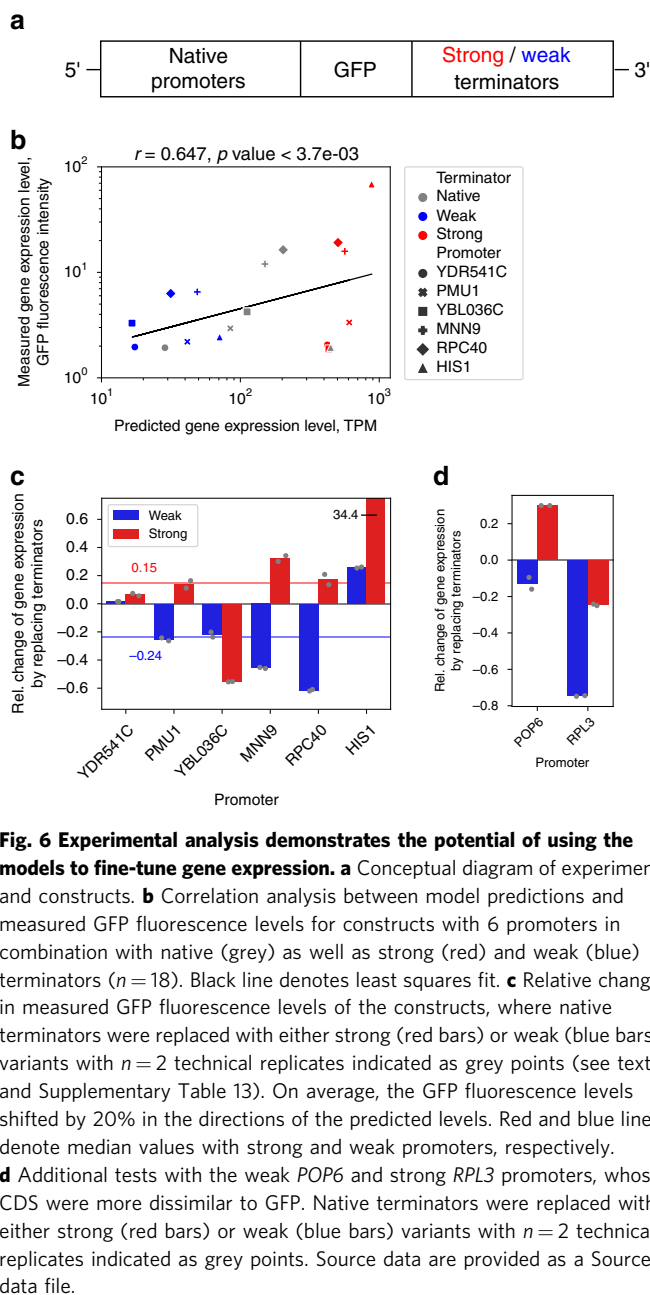 a
5' Native promoters GFP Strong / weak terminators 3'
b
r = 0.647, p value < 3.7e-03
Measured gene expression level,
GFP fluorescence intensity
10²
10¹
10⁰
10¹ 10² 10³
Predicted gene expression level, TPM
Terminator
Native
Weak
Strong
Promoter
YDR541C
PMU1
YBL036C
MNN9
RPC40
HIS1
c
Rel. change of gene expression
by replacing terminators
0.6
0.4
0.2
0.0
−0.2
−0.4
−0.6
Weak
Strong
0.15
−0.24
34.4
YDR541C PMU1 YBL036C MNN9 RPC40 HIS1
Promoter
d
Rel. change of gene expression
by replacing terminators
0.2
0.0
−0.2
−0.4
−0.6
−0.8
POP6 RPL3
Promoter
Fig. 6 Experimental analysis demonstrates the potential of using the
models to fine-tune gene expression. a Conceptual diagram of experiment
and constructs. b Correlation analysis between model predictions and
measured GFP fluorescence levels for constructs with 6 promoters in
combination with native (grey) as well as strong (red) and weak (blue)
terminators (n = 18). Black line denotes least squares fit. c Relative change
in measured GFP fluorescence levels of the constructs, where native
terminators were replaced with either strong (red bars) or weak (blue bars
variants with n = 2 technical replicates indicated as grey points (see text
and Supplementary Table 13). On average, the GFP fluorescence levels
shifted by 20% in the directions of the predicted levels. Red and blue line
denote median values with strong and weak promoters, respectively.
d Additional tests with the weak POP6 and strong RPL3 promoters, whos
CDS were more dissimilar to GFP. Native terminators were replaced with
either strong (red bars) or weak (blue bars) variants with n = 2 technical
replicates indicated as grey points. Source data are provided as a Source
data file.